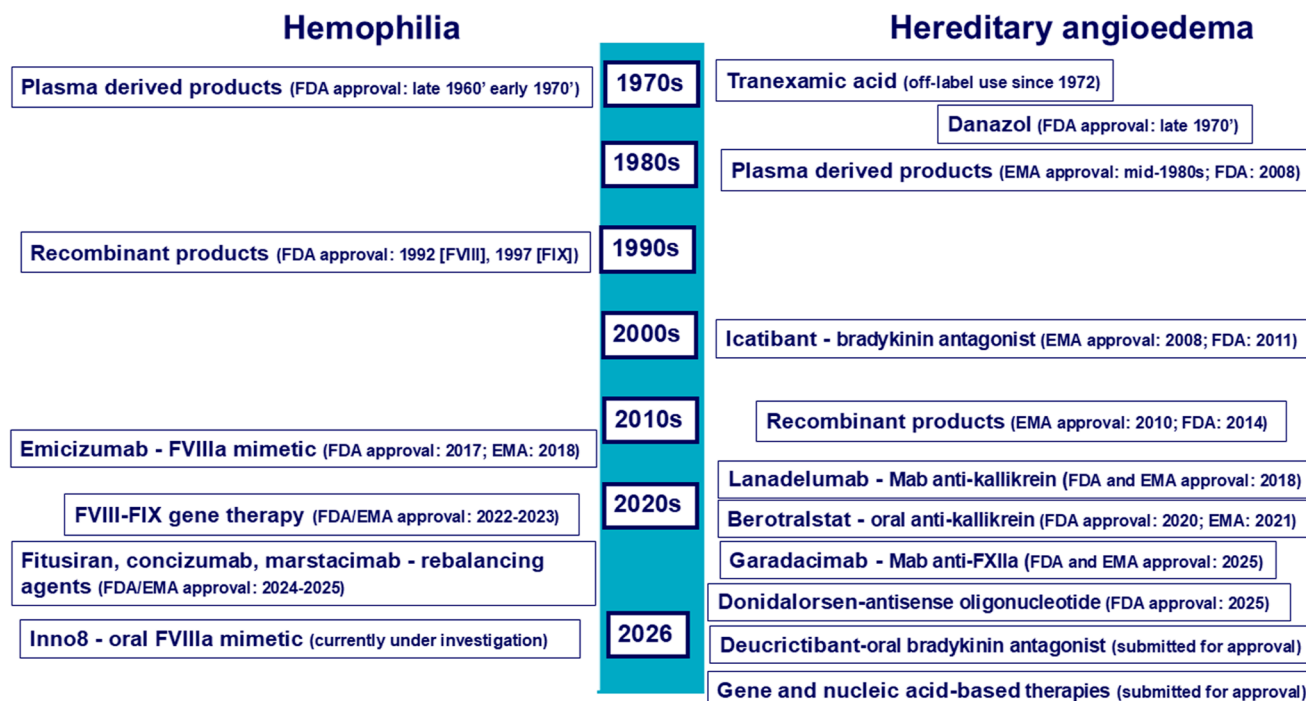 Hemophilia
Hereditary angioedema
1970s
Plasma derived products (FDA approval: late 1960' early 1970')
Tranexamic acid (off-label use since 1972)
Danazol (FDA approval: late 1970')
1980s
Plasma derived products (EMA approval: mid-1980s; FDA: 2008)
1990s
Recombinant products (FDA approval: 1992 [FVIII], 1997 [FIX])
2000s
Icatibant - bradykinin antagonist (EMA approval: 2008; FDA: 2011)
2010s
Recombinant products (EMA approval: 2010; FDA: 2014)
Emicizumab - FVIIIa mimetic (FDA approval: 2017; EMA: 2018)
Lanadelumab - Mab anti-kallikrein (FDA and EMA approval: 2018)
2020s
FVIII-FIX gene therapy (FDA/EMA approval: 2022-2023)
Berotralstat - oral anti-kallikrein (FDA approval: 2020; EMA: 2021)
Fitusiran, concizumab, marstacimab - rebalancing
agents (FDA/EMA approval: 2024-2025)
Garadacimab - Mab anti-FXIIa (FDA and EMA approval: 2025)
Donidalorsen-antisense oligonucleotide (FDA approval: 2025)
2026
Inno8 - oral FVIIIa mimetic (currently under investigation)
Deucrictibant-oral bradykinin antagonist (submitted for approval)
Gene and nucleic acid-based therapies (submitted for approval)